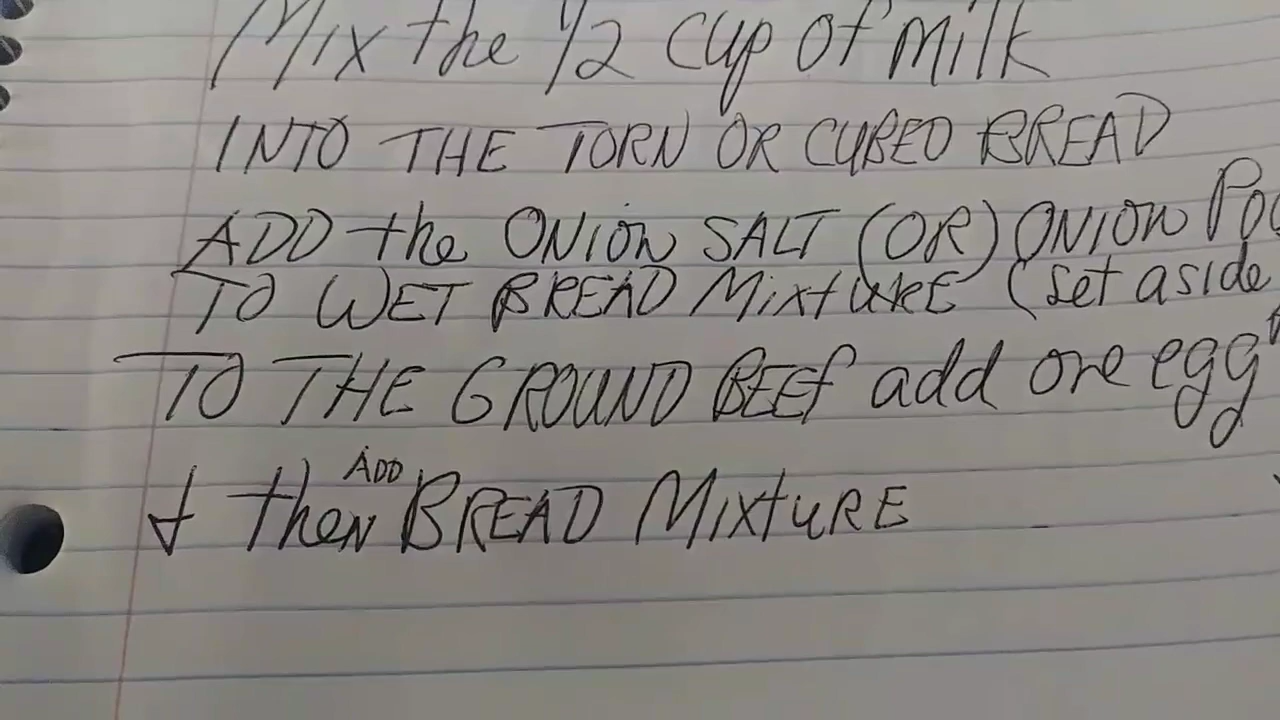 Mix the 1/2 cup of milk
INTO THE TORN OR CUBED BREAD
ADD the ONION SALT (OR) ONION
TO WET BREAD MixtuRE (set aside
TO THE GROUND BEEf add one egg
& then ADD BREAD MixtuRE